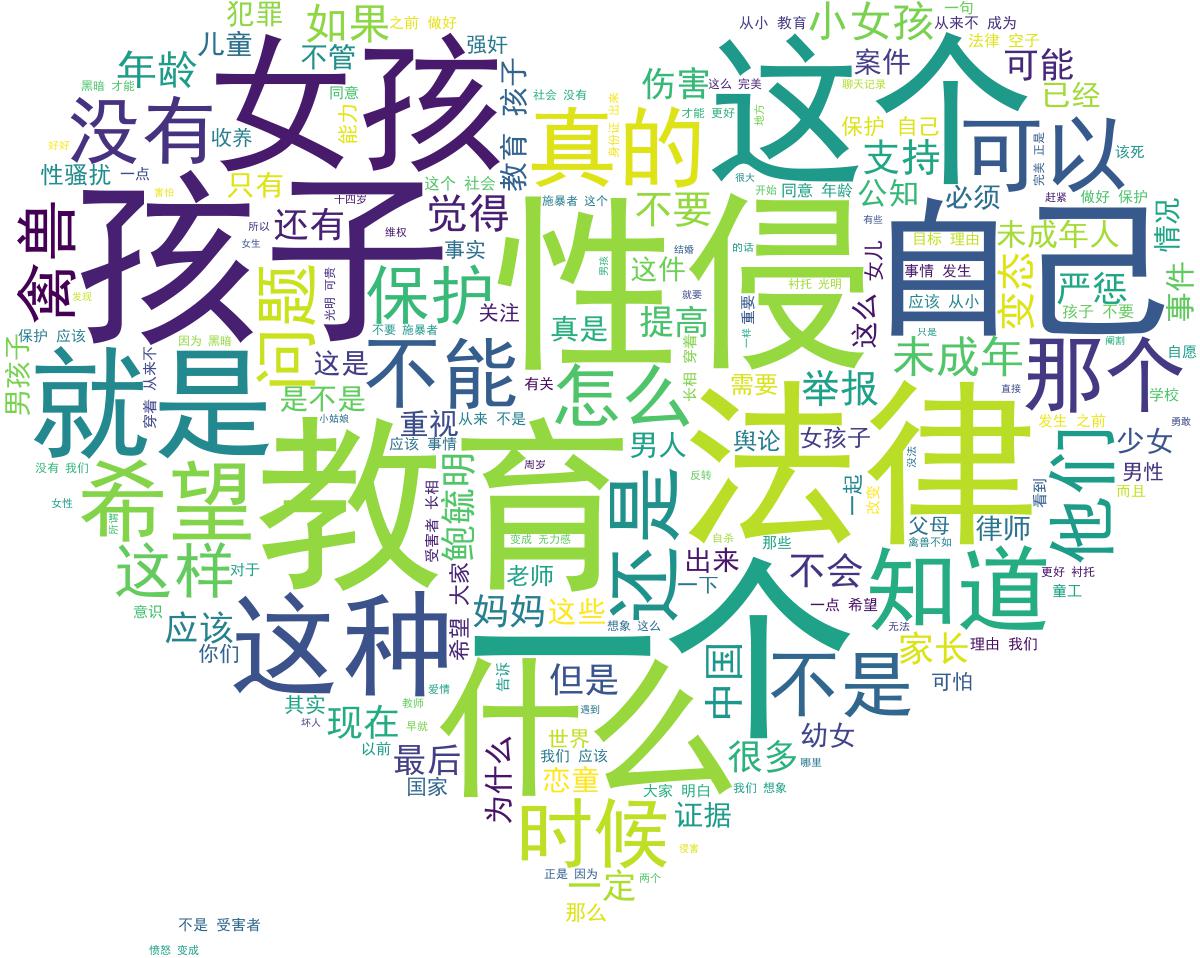 犯罪
如果
之前 做好
从小 教育
小女孩
一句
从来不 成为
儿童
不管
强奸
案件
法律 空子
可能
年龄
女孩
孩子
伤害
这么 完美
这个
聊天记录
已经
黑暗 才能
同意
社会 没有
出来
没有
收养
能力
教育
真的
身份证
才能 更好
地方
保护 自己
可以
完美 正是
该死
好好
性骚扰
一点
只有
这个 社会
支持
很大
开始
同意 年龄
公知
必须
赶紧
做好 保护
禽兽
害怕
十四岁
还有
觉得
施暴者 这个
不要
有些
情况
孩子
所以
女生
维权
事实
性侵
结婚
的话
女儿
自己
目标 理由
未成年人
发现
问题
光明 可贵
保护
关注
男孩
这件
就要
衬托 光明
重要
一样
这么
事情 发生
应该 从小
变态
严惩
孩子 不要
事件
保护 应该
因为 黑暗
不要 施暴者
真是
提高
只是
男孩子
就是
穿着 从来不
这是
不能
有关
怎么
长相 穿着
需要
举报
未成年
那个
阉割
自愿
是不是
重视
从来 不是
直接
学校
小姑娘
应该 事情
男人
舆论
女孩子
法律
没法
发生 之前
勇敢
少女
没有 我们
希望
教育
受害者 长相
鲍毓明
周岁
还是
反转
一起
改变
看到
他们
男性
而且
女性
所谓
变成 无力感
自杀
那些
父母
禽兽不如
律师
这样
对于
大家
老师
出来
一下
不会
知道
更好 衬托
童工
意识
应该
你们
这种
希望
妈妈
这些
想象 这么
一个
一点 希望
无法
家长
理由 我们
爱情
告诉
但是
中国
不是
可怕
其实
坏人
现在
教师
早就
什么
遇到
以前
最后
为什么
世界
我们 应该
很多
幼女
哪里
国家
恋童
大家 明白
我们 想象
时候
证据
侵害
正是 因为
一定
两个
那么
不是 受害者
愤怒 变成